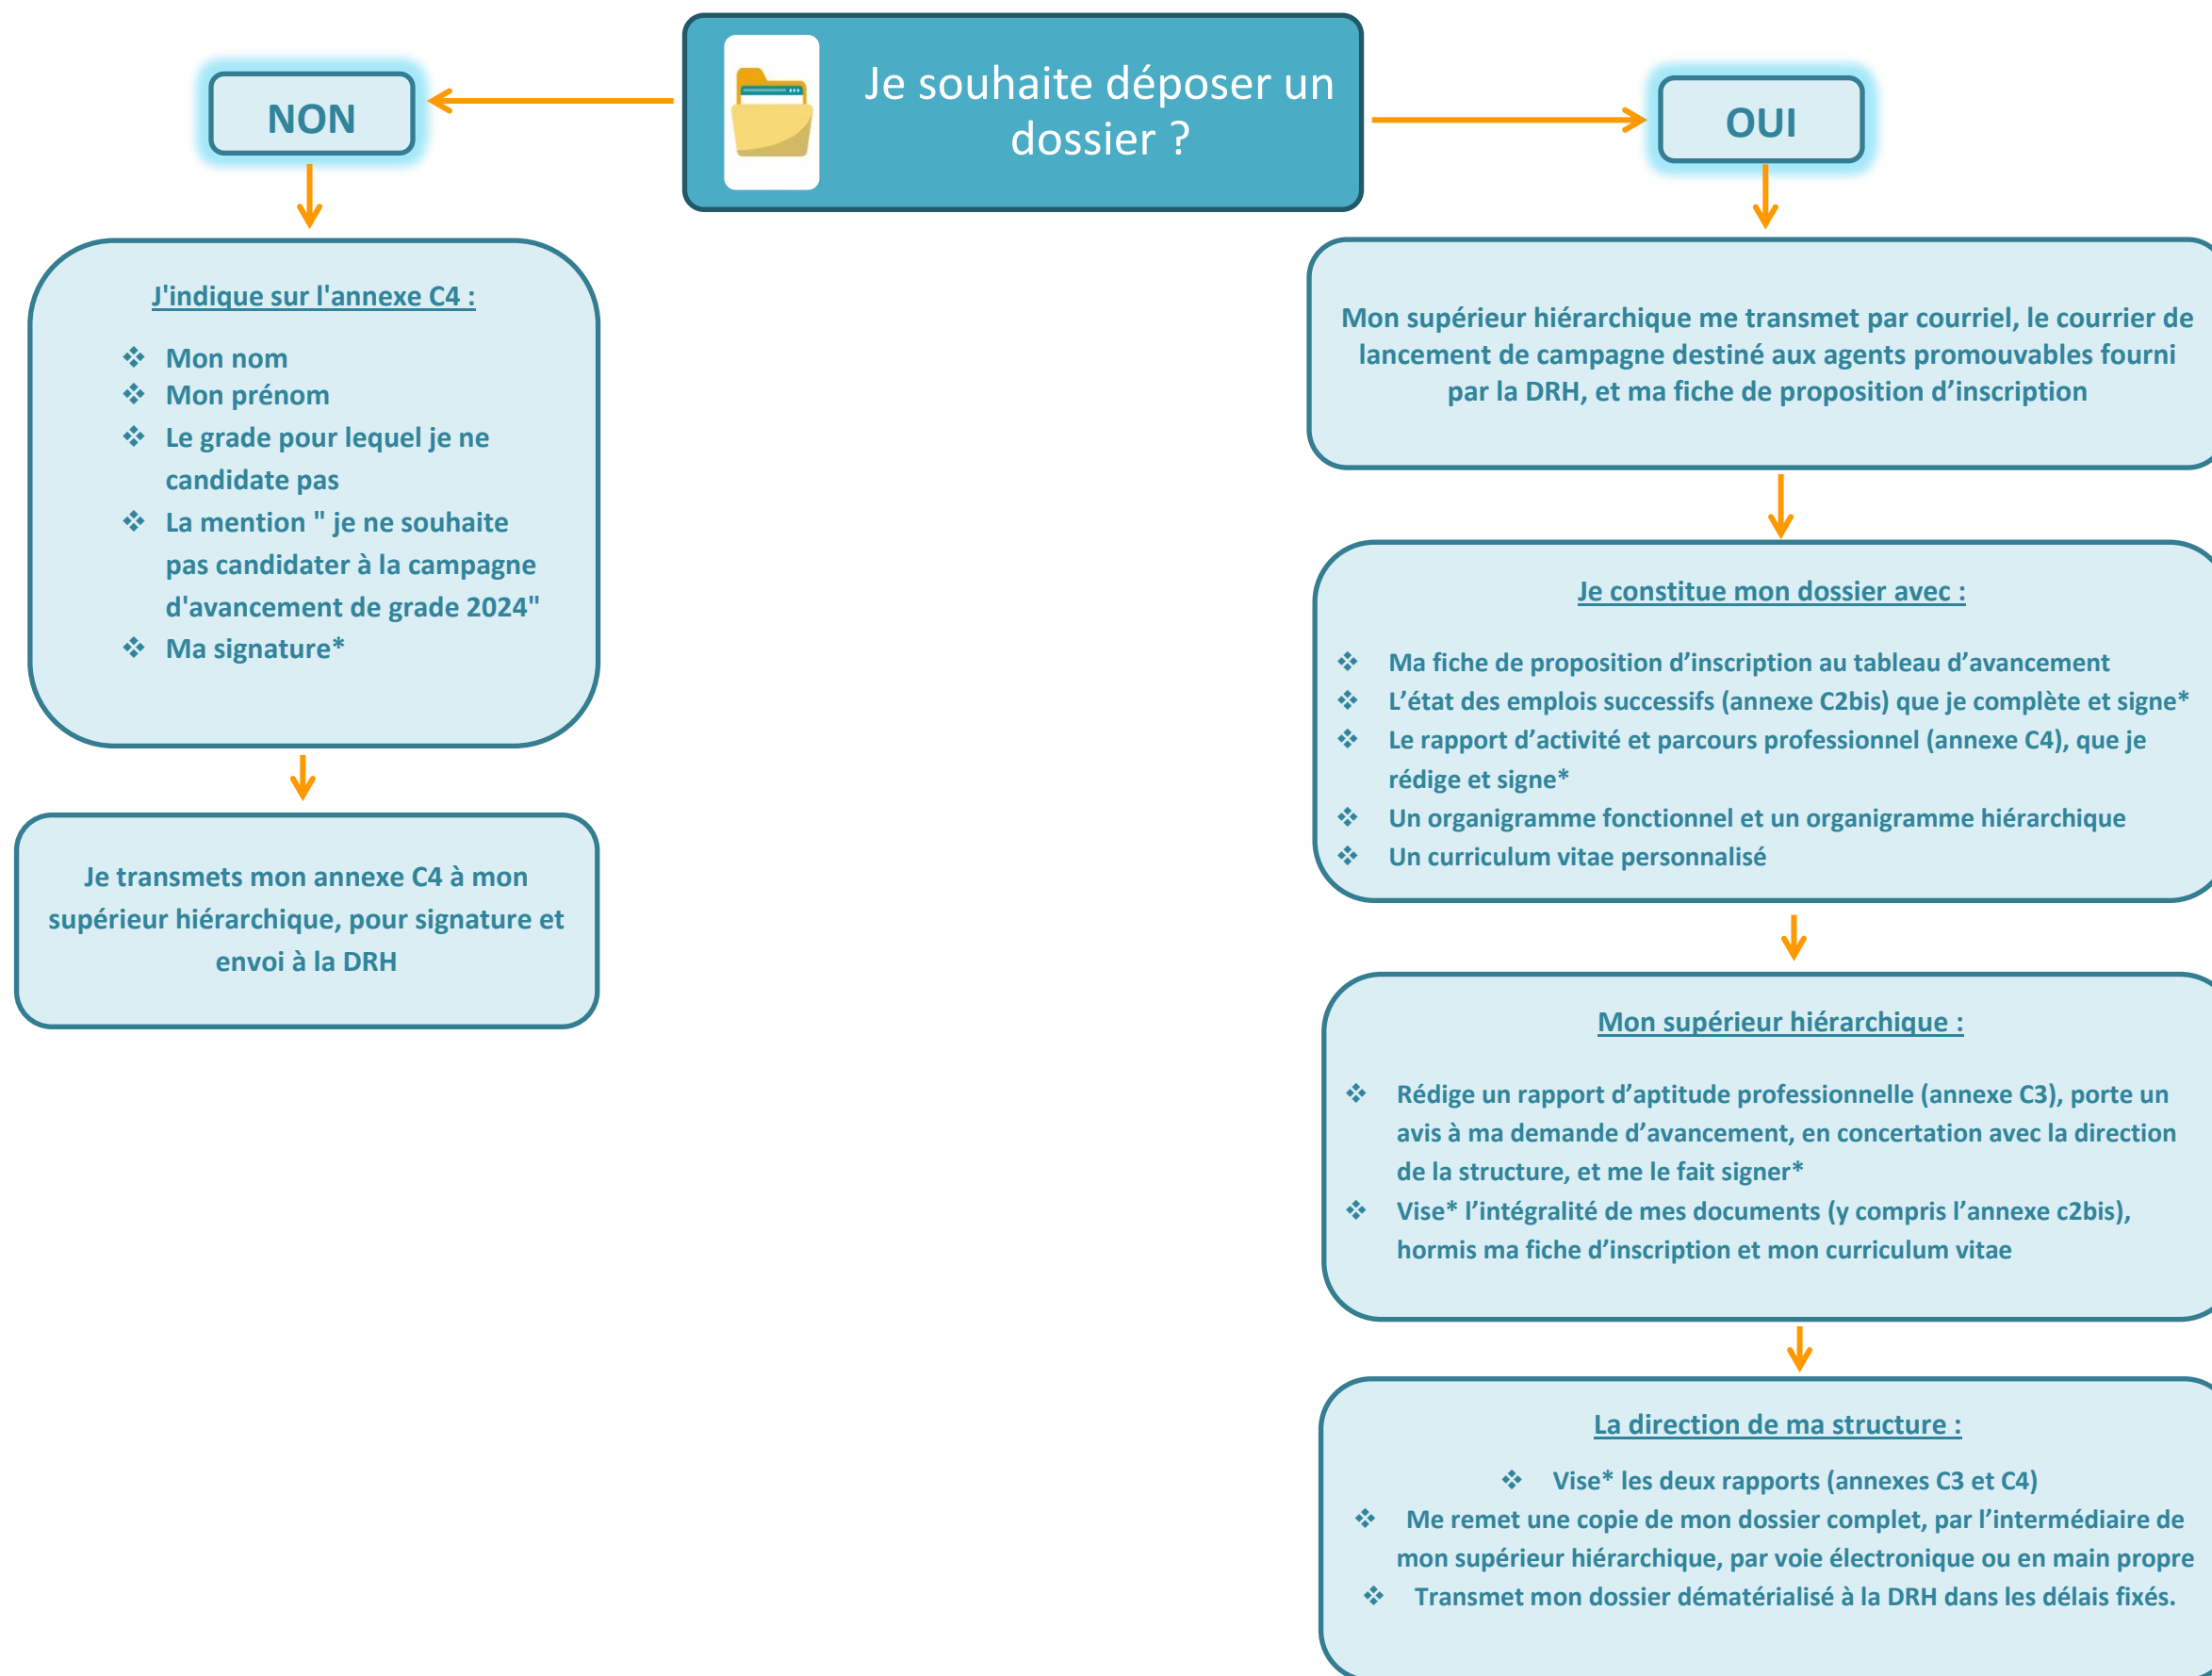 Je souhaite déposer un
dossier ?
NON
J'indique sur l'annexe C4 :
❖ Mon nom
❖ Mon prénom
❖ Le grade pour lequel je ne
candidate pas
❖ La mention " je ne souhaite
pas candidater à la campagne
d'avancement de grade 2024"
❖ Ma signature*
Je transmets mon annexe C4 à mon
supérieur hiérarchique, pour signature et
envoi à la DRH
OUI
Mon supérieur hiérarchique me transmet par courriel, le courrier de
lancement de campagne destiné aux agents promouvables fourni
par la DRH, et ma fiche de proposition d’inscription
Je constitue mon dossier avec :
❖ Ma fiche de proposition d’inscription au tableau d’avancement
❖ L’état des emplois successifs (annexe C2bis) que je complète et signe*
❖ Le rapport d’activité et parcours professionnel (annexe C4), que je
rédige et signe*
❖ Un organigramme fonctionnel et un organigramme hiérarchique
❖ Un curriculum vitae personnalisé
Mon supérieur hiérarchique :
❖ Rédige un rapport d’aptitude professionnelle (annexe C3), porte un
avis à ma demande d’avancement, en concertation avec la direction
de la structure, et me le fait signer*
❖ Vise* l’intégralité de mes documents (y compris l’annexe c2bis),
hormis ma fiche d’inscription et mon curriculum vitae
La direction de ma structure :
❖ Vise* les deux rapports (annexes C3 et C4)
❖ Me remet une copie de mon dossier complet, par l’intermédiaire de
mon supérieur hiérarchique, par voie électronique ou en main propre
❖ Transmet mon dossier dématérialisé à la DRH dans les délais fixés.